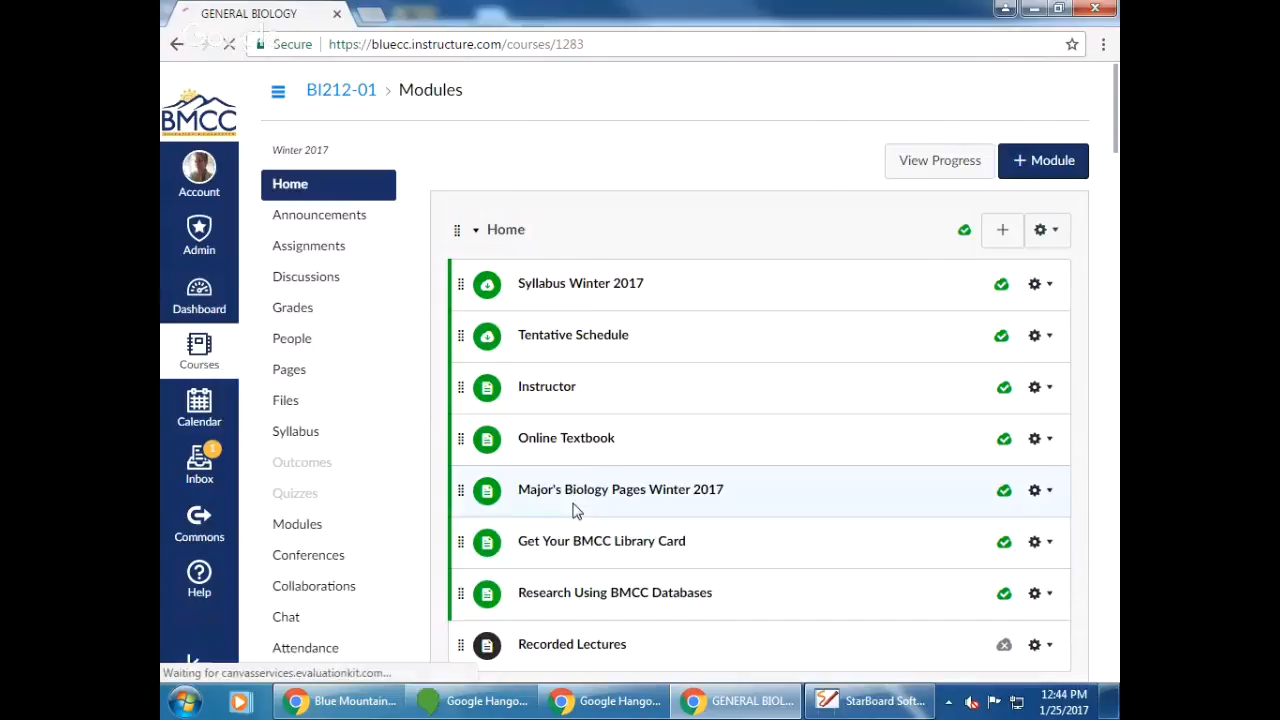 GENERAL BIOLOGY
Secure https://bluecc.instructure.com/courses/1283
BMCC
BI212-01 > Modules
Account
Admin
Dashboard
Courses
Calendar
1
Inbox
Commons
Help
Winter 2017
Home
Announcements
Assignments
Discussions
Grades
People
Pages
Files
Syllabus
Outcomes
Quizzes
Modules
Conferences
Collaborations
Chat
Attendance
View Progress
+ Module
Home
Syllabus Winter 2017
Tentative Schedule
Instructor
Online Textbook
Major's Biology Pages Winter 2017
Get Your BMCC Library Card
Research Using BMCC Databases
Recorded Lectures
Waiting for canvasservices.evaluationkit.com...
Blue Mountain...
Google Hango...
Google Hango...
GENERAL BIOL...
StarBoard Soft...
12:44 PM
1/25/2017